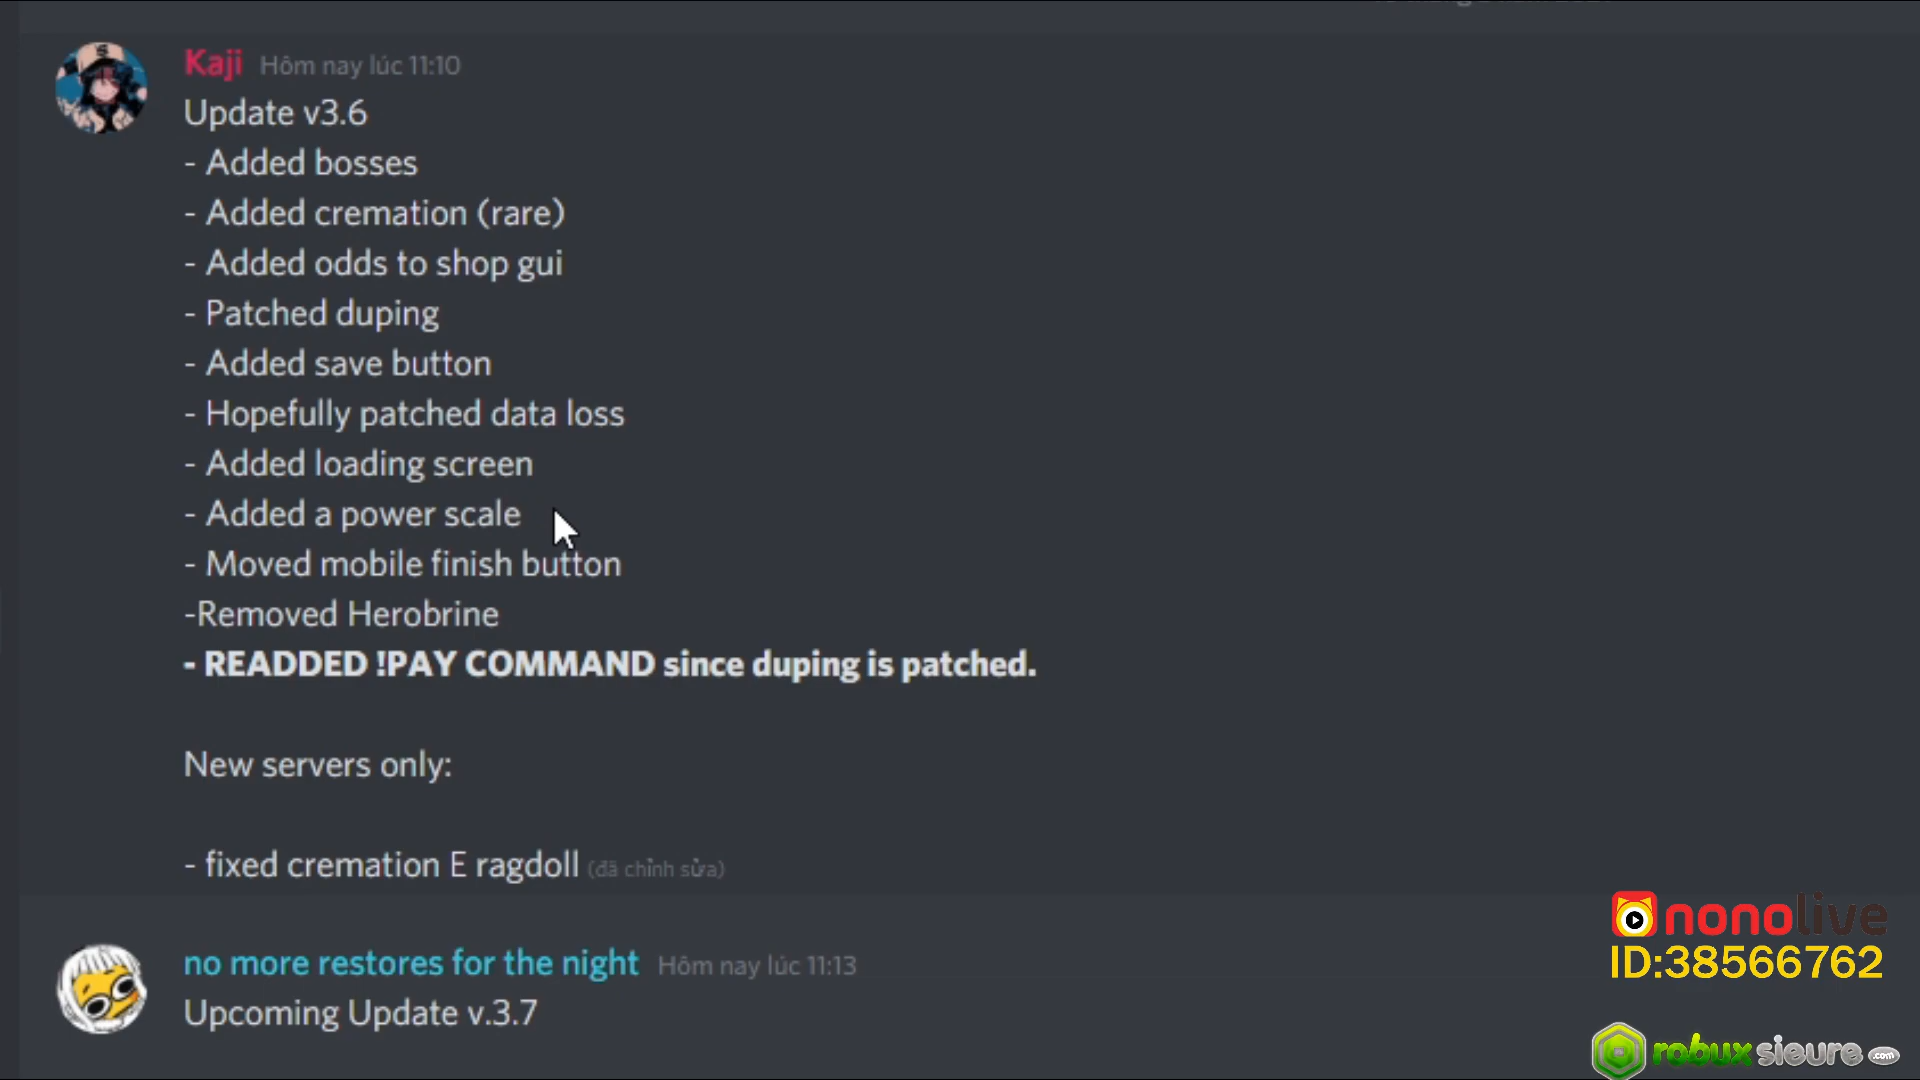 Kaji Hôm nay lúc 11:10
Update v3.6
- Added bosses
- Added cremation (rare)
- Added odds to shop gui
- Patched duping
- Added save button
- Hopefully patched data loss
- Added loading screen
- Added a power scale
- Moved mobile finish button
-Removed Herobrine
- READDED !PAY COMMAND since duping is patched.
New servers only:
- fixed cremation E ragdoll (đã chỉnh sửa)
nonolive
ID:38566762
no more restores for the night Hôm nay lúc 11:13
Upcoming Update v.3.7
robuxsieure.com